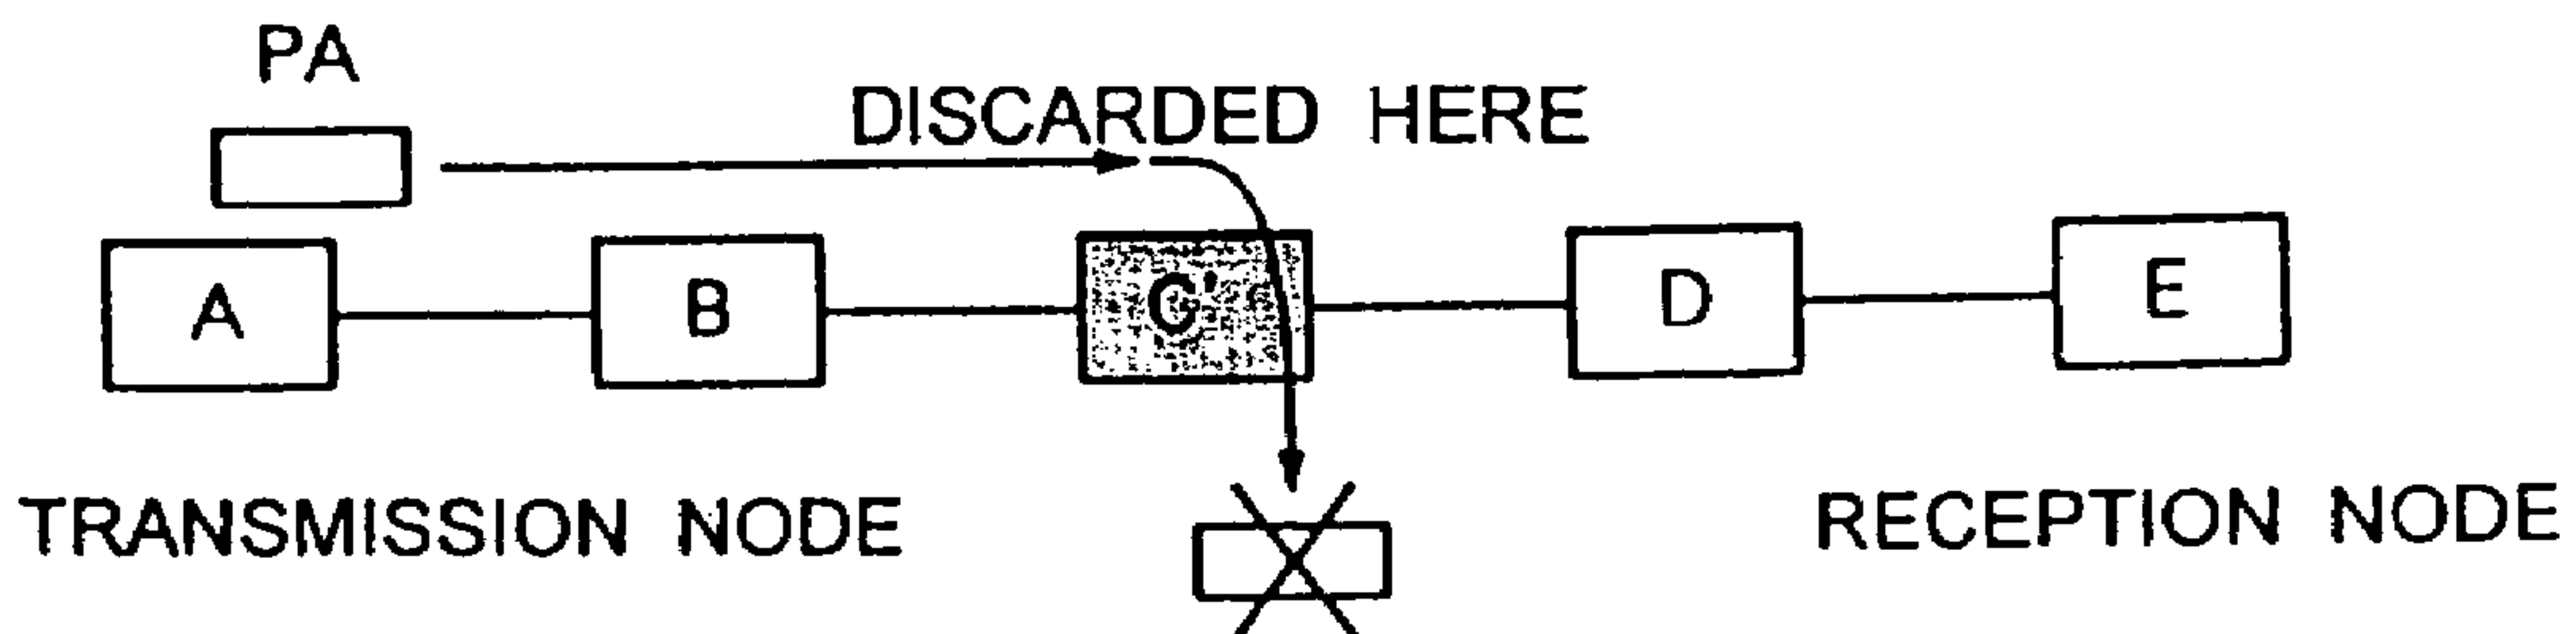 PA
DISCARDED HERE
A
B
C'
D
E
TRANSMISSION NODE
RECEPTION NODE